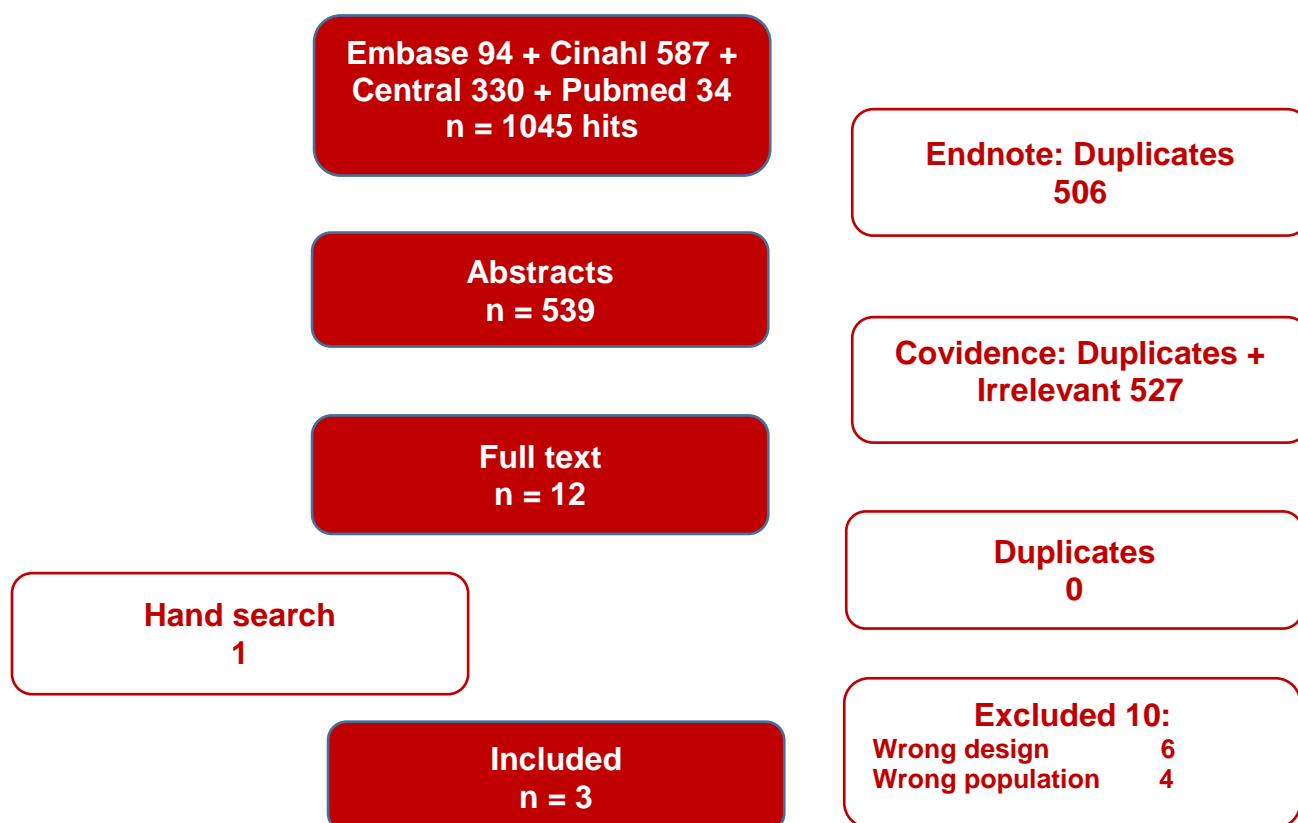 Embase 94 + Cinahl 587 +
Central 330 + Pubmed 34
n = 1045 hits
Endnote: Duplicates
506
Abstracts
n = 539
Covidence: Duplicates +
Irrelevant 527
Full text
n = 12
Duplicates
0
Hand search
1
Excluded 10:
Wrong design 6
Wrong population 4
Included
n = 3